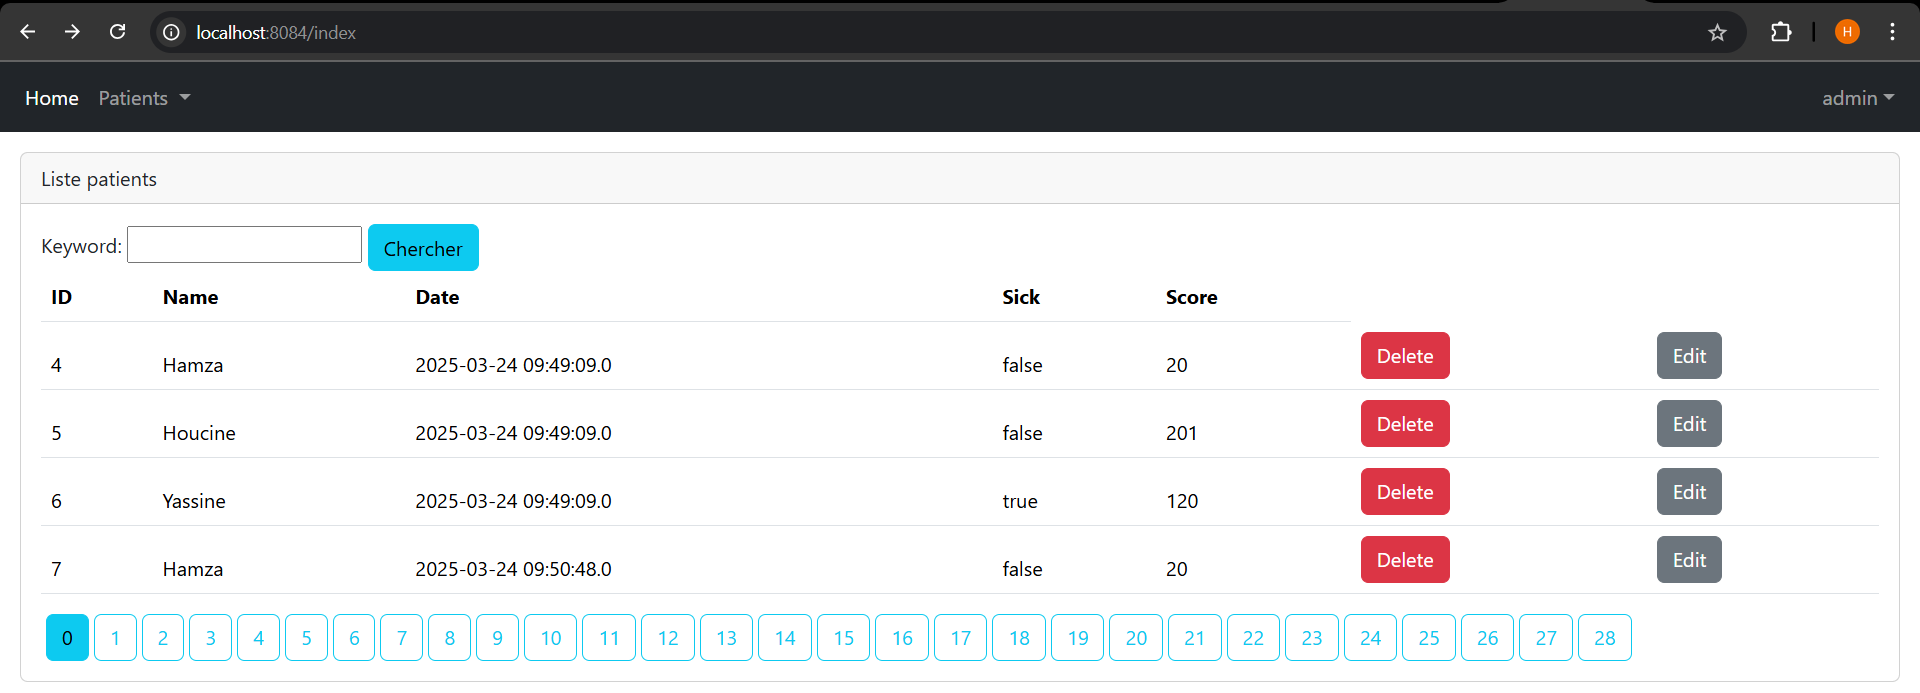 localhost:8084/index
H
Home Patients admin
Liste patients
Keyword: Chercher
ID Name Date Sick Score
4 Hamza 2025-03-24 09:49:09.0 false 20 Delete Edit
5 Houcine 2025-03-24 09:49:09.0 false 201 Delete Edit
6 Yassine 2025-03-24 09:49:09.0 true 120 Delete Edit
7 Hamza 2025-03-24 09:50:48.0 false 20 Delete Edit
0 1 2 3 4 5 6 7 8 9 10 11 12 13 14 15 16 17 18 19 20 21 22 23 24 25 26 27 28